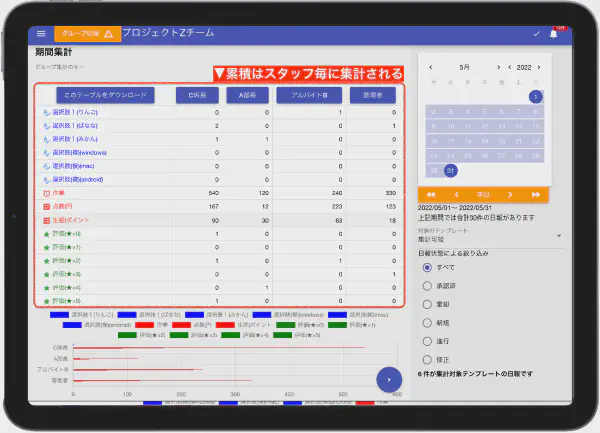 グループ切替
プロジェクトZチーム
期間集計
グループ集計のキー
▼累積はスタッフ毎に集計される
このテーブルをダウンロード C係長 A部長 アルバイトB 管理者
選択肢1(りんご) 0 0 1 0
選択肢1(ばなな) 2 0 0 1
選択肢1(みかん) 1 1 0 0
選択肢(複)(windows) 0 0 0 0
選択肢(複)(mac) 0 0 0 0
選択肢(複)(android) 0 0 0 0
作業 540 120 240 330
点数(円 167 12 223 123
生産(ポイント 90 30 63 18
評価(★×0) 1 0 0 0
評価(★×1) 0 0 0 0
評価(★×2) 1 0 1 0
評価(★×3) 0 0 0 1
評価(★×4) 0 1 0 0
評価(★×5) 1 0 0 0
選択肢1(りんご) 選択肢1(ばなな) 選択肢1(みかん) 選択肢(複)(windows) 選択肢(複)(mac)
選択肢(複)(android) 作業 点数(円 生産(ポイント 評価(★×0) 評価(★×1)
評価(★×2) 評価(★×3) 評価(★×4) 評価(★×5)
C係長
A部長
アルバイトB
管理者
0 100 200 300 400 500 600
5月 2022
月 火 水 木 金 土 日
1
2 3 4 5 6 7 8
9 10 11 12 13 14 15
16 17 18 19 20 21 22
23 24 25 26 27 28 29
30 31
2022/05/01〜 2022/05/31
上記期間では合計30件の日報があります
対象のテンプレート
集計可能
日報状態による絞り込み
すべて
承認済
棄却
新規
進行
修正
6 件が集計対象テンプレートの日報です